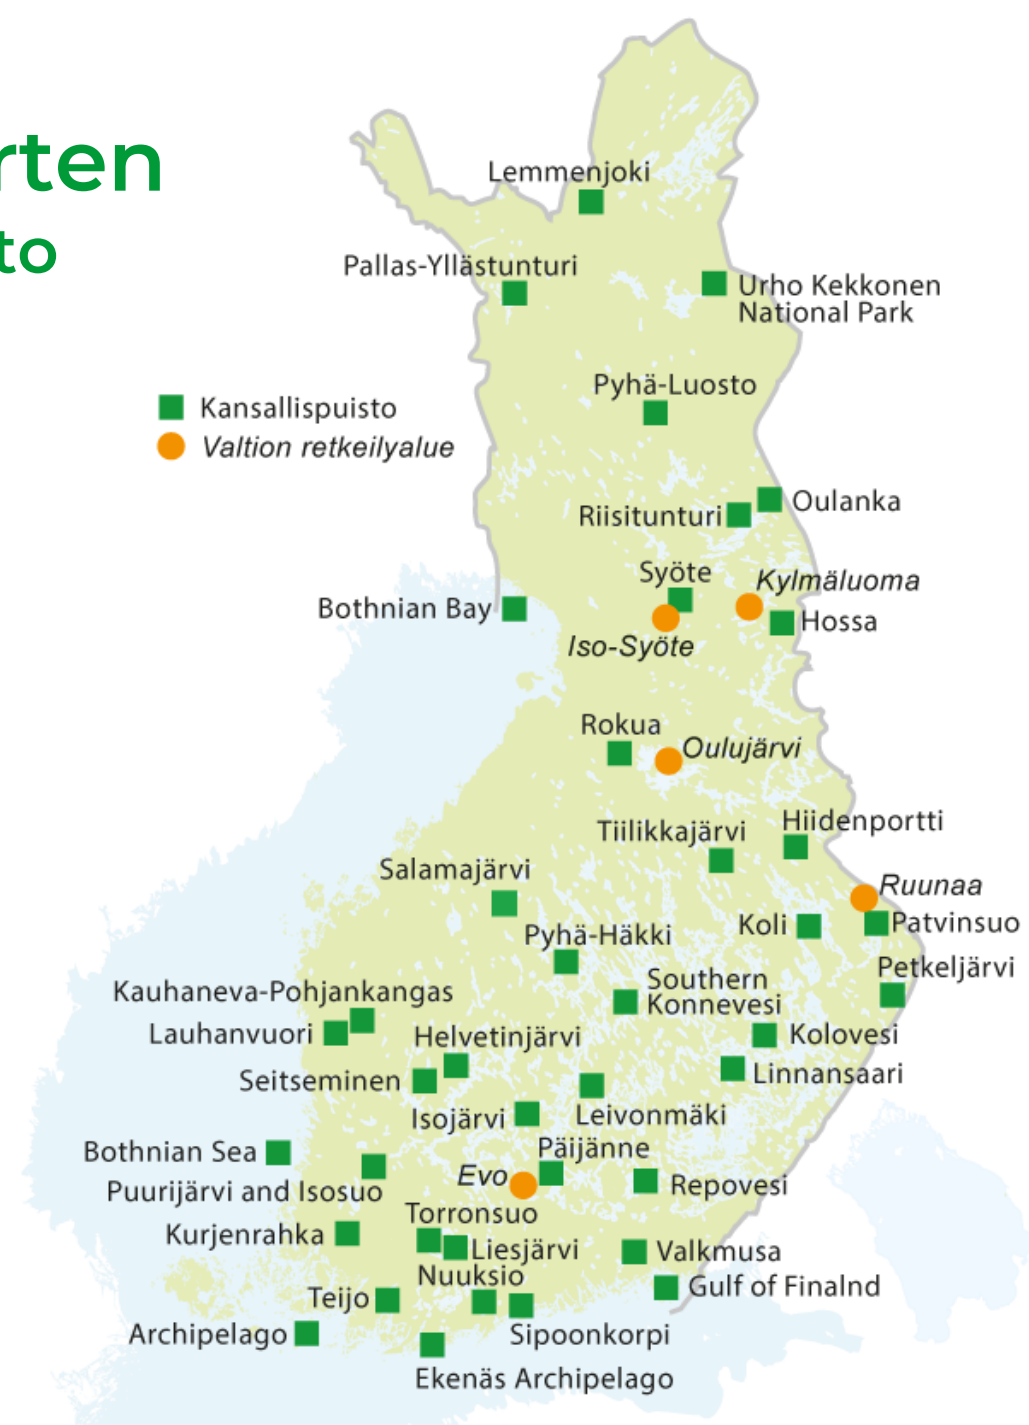 rten
to
Lemmenjoki
Pallas-Yllästunturi
Urho Kekkonen
National Park
Pyhä-Luosto
Kansallispuisto
Valtion retkeilyalue
Oulanka
Riisitunturi
Syöte
Kylmäluoma
Bothnian Bay
Hossa
Iso-Syöte
Rokua
Oulujärvi
Hiidenportti
Tiilikkajärvi
Salamajärvi
Ruunaa
Koli
Patvinsuo
Pyhä-Häkki
Petkeljärvi
Southern
Konnevesi
Kauhaneva-Pohjankangas
Lauhanvuori
Helvetinjärvi
Kolovesi
Linnansaari
Seitseminen
Isojärvi
Leivonmäki
Bothnian Sea
Päijänne
Evo
Repovesi
Puurijärvi and Isosuo
Torronsuo
Kurjenrahka
Liesjärvi
Valkmusa
Nuuksio
Gulf of Finalnd
Teijo
Archipelago
Sipoonkorpi
Ekenäs Archipelago